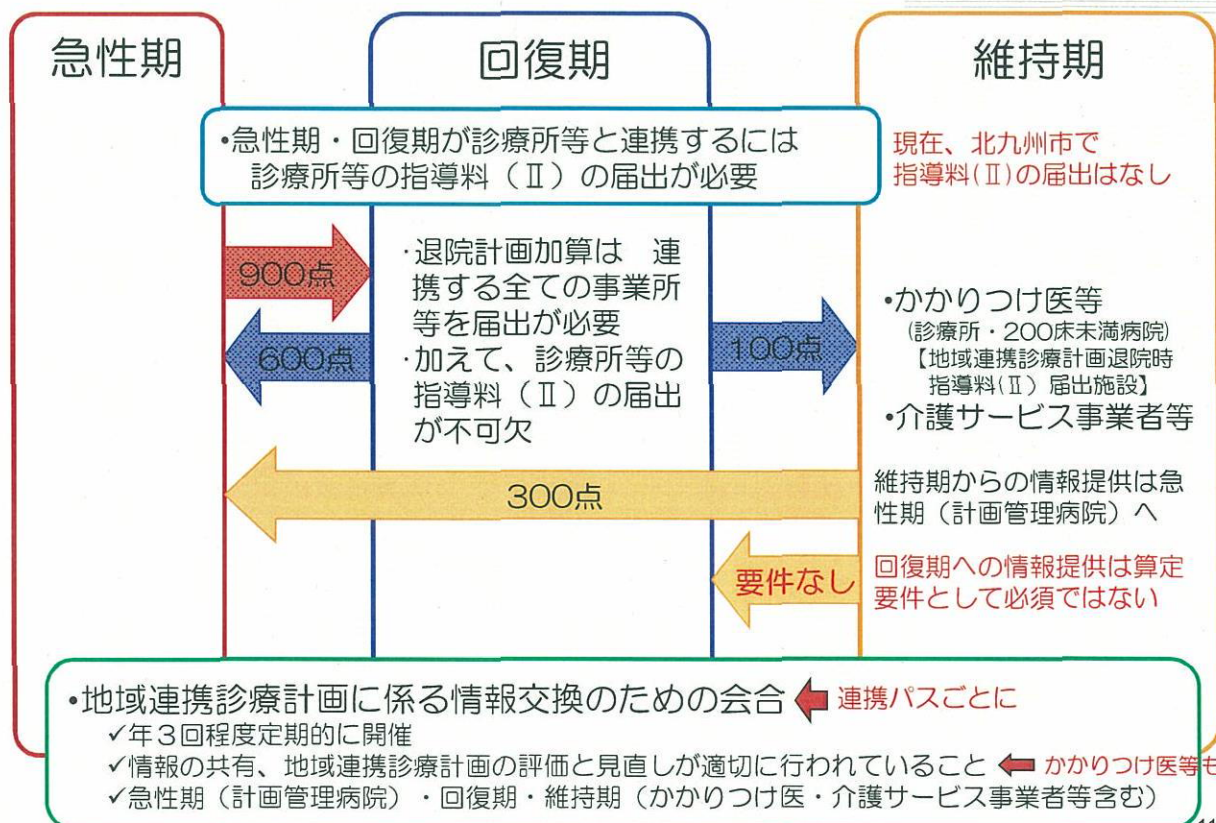 急性期
回復期
維持期
•急性期・回復期が診療所等と連携するには
診療所等の指導料（Ⅱ）の届出が必要
現在、北九州市で
指導料(Ⅱ)の届出はなし
900点
600点
・退院計画加算は 連
携する全ての事業所
等を届出が必要
・加えて、診療所等の
指導料（Ⅱ）の届出
が不可欠
100点
•かかりつけ医等
(診療所・200床未満病院)
【地域連携診療計画退院時
指導料(Ⅱ) 届出施設】
•介護サービス事業者等
300点
維持期からの情報提供は急
性期（計画管理病院）へ
要件なし
回復期への情報提供は算定
要件として必須ではない
•地域連携診療計画に係る情報交換のための会合 連携パスごとに
✓年３回程度定期的に開催
✓情報の共有、地域連携診療計画の評価と見直しが適切に行われていること かかりつけ医等も
✓急性期（計画管理病院）・回復期・維持期（かかりつけ医・介護サービス事業者等含む）